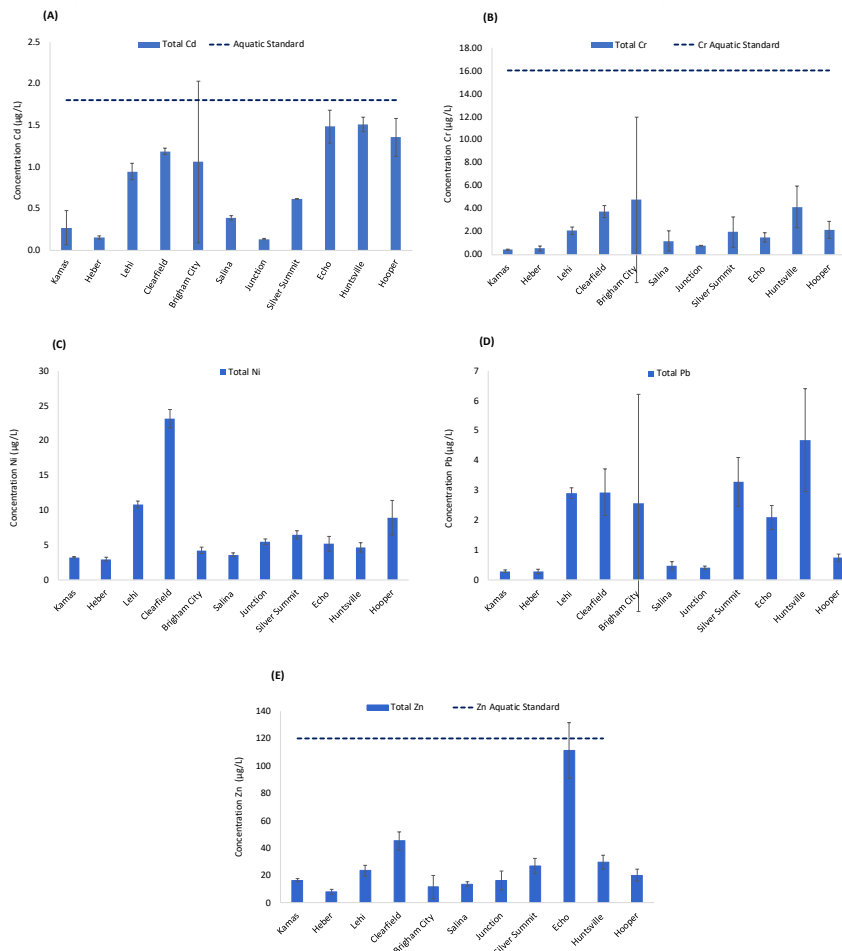 (A)
Total Cd   Aquatic Standard
Concentration Cd (µg/L)
2.5
2.0
1.5
1.0
0.5
0.0
Kamas
Heber
Lehi
Clearfield
Brigham City
Salina
Junction
Silver Summit
Echo
Huntsville
Hooper
(B)
Total Cr   Cr Aquatic Standard
Concentration Cr (µg/L)
18.00
16.00
14.00
12.00
10.00
8.00
6.00
4.00
2.00
0.00
Kamas
Heber
Lehi
Clearfield
Brigham City
Salina
Junction
Silver Summit
Echo
Huntsville
Hooper
(C)
Total Ni
Concentration Ni (µg/L)
30
25
20
15
10
5
0
Kamas
Heber
Lehi
Clearfield
Brigham City
Salina
Junction
Silver Summit
Echo
Huntsville
Hooper
(D)
Total Pb
Concentration Pb (µg/L)
7
6
5
4
3
2
1
0
Kamas
Heber
Lehi
Clearfield
Brigham City
Salina
Junction
Silver Summit
Echo
Huntsville
Hooper
(E)
Total Zn   Zn Aquatic Standard
Concentration Zn (µg/L)
140
120
100
80
60
40
20
0
Kamas
Heber
Lehi
Clearfield
Brigham City
Salina
Junction
Silver Summit
Echo
Huntsville
Hooper